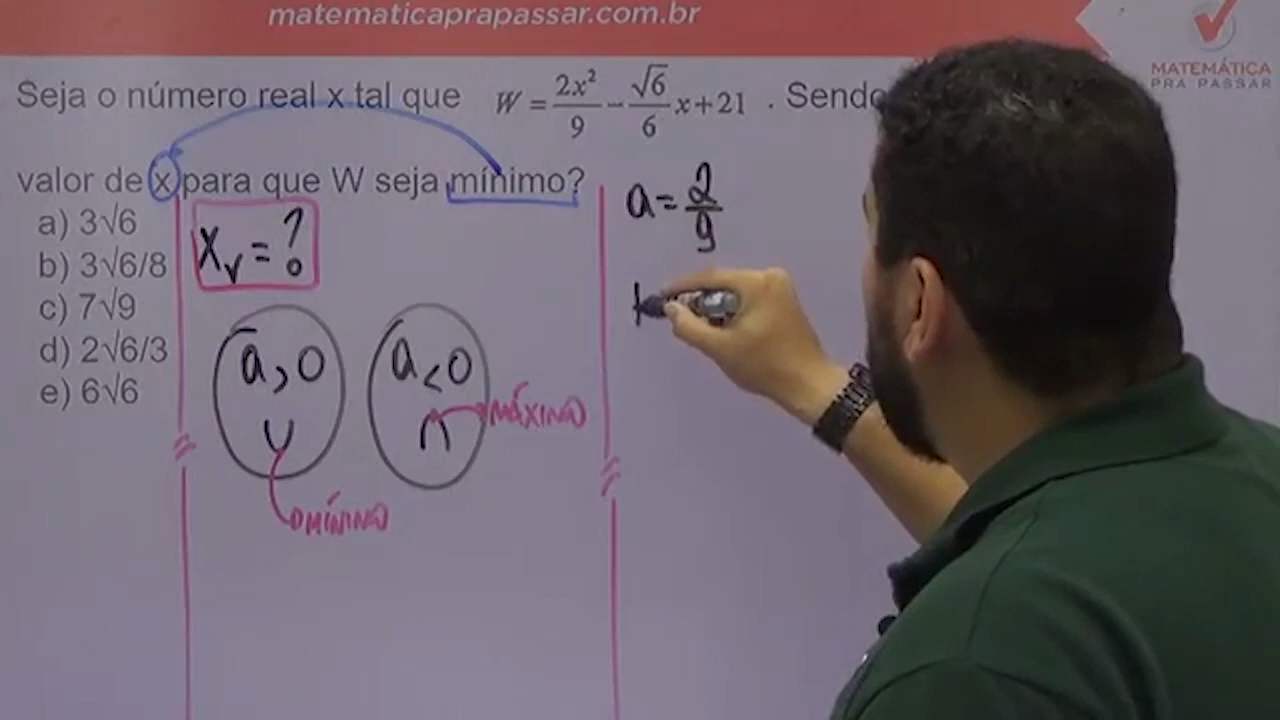 matematicaprapassar.com.br
MATEMÁTICA
PRA PASSAR
Seja o número real x tal que W = 2x²/9 − √6/6 x + 21 . Sendo
valor de x para que W seja mínimo?
a) 3√6
b) 3√6/8
c) 7√9
d) 2√6/3
e) 6√6
Xv = ?
a > 0
a < 0
MÁXIMO
MÍNIMO
a = 2/9